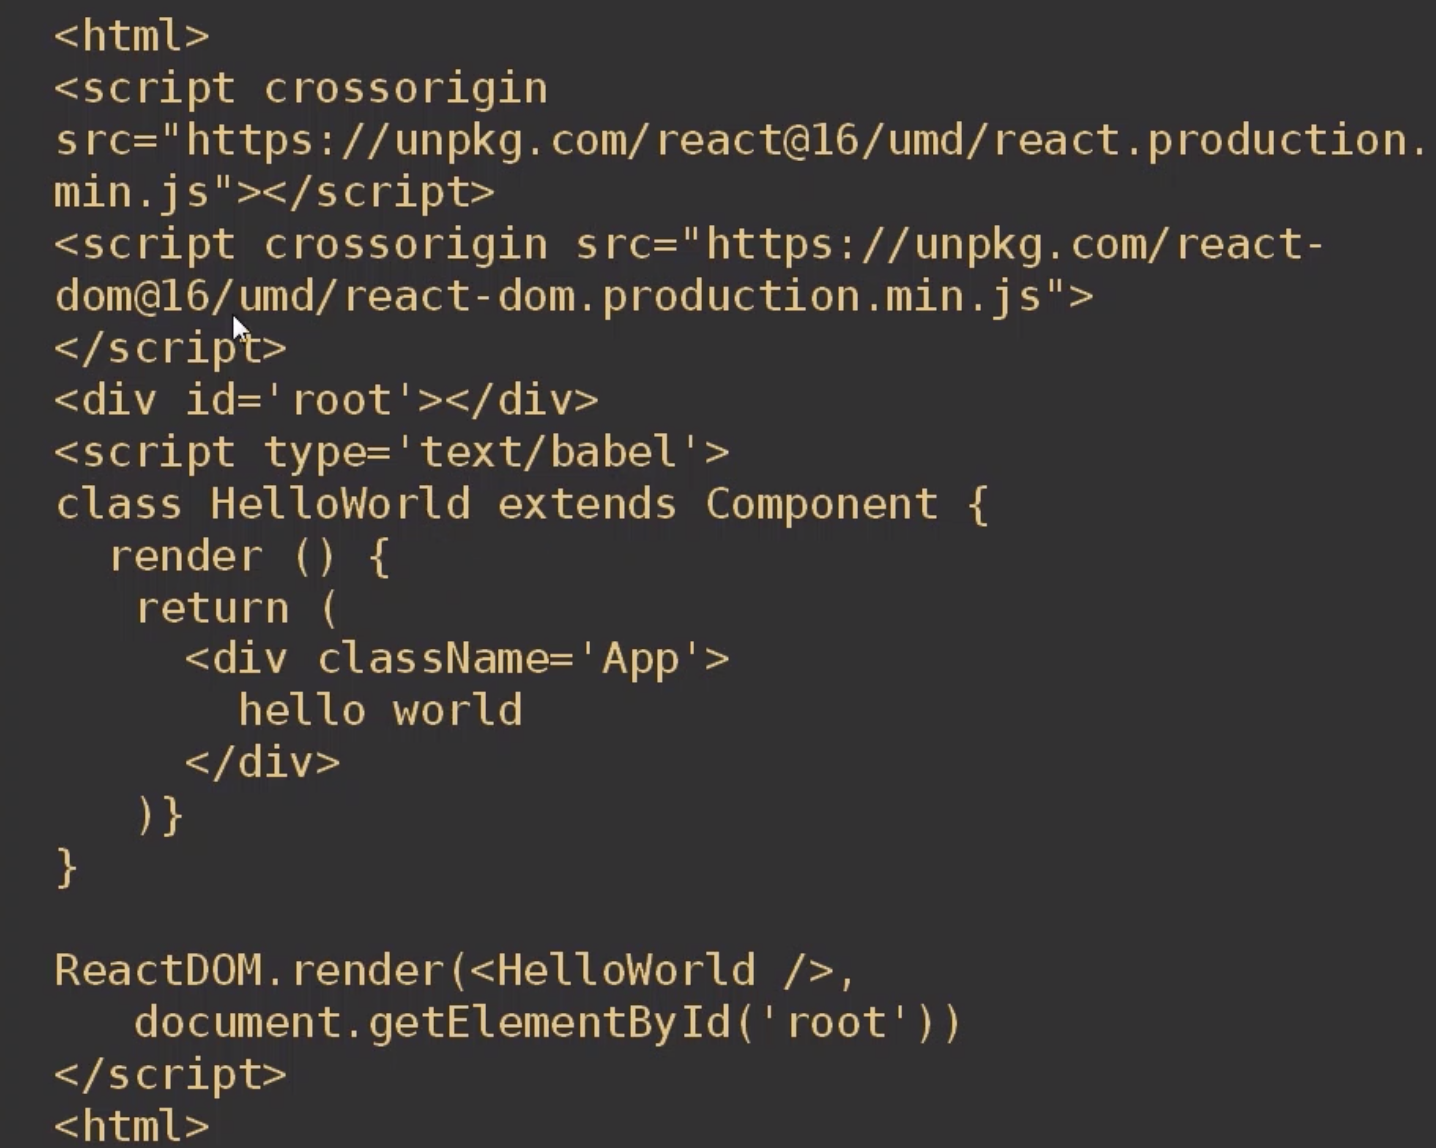 <html>
<script crossorigin
src="https://unpkg.com/react@16/umd/react.production.
min.js"></script>
<script crossorigin src="https://unpkg.com/react-
dom@16/umd/react-dom.production.min.js">
</script>
<div id='root'></div>
<script type='text/babel'>
class HelloWorld extends Component {
  render () {
   return (
     <div className='App'>
       hello world
     </div>
   )}
}

ReactDOM.render(<HelloWorld />,
   document.getElementById('root'))
</script>
<html>